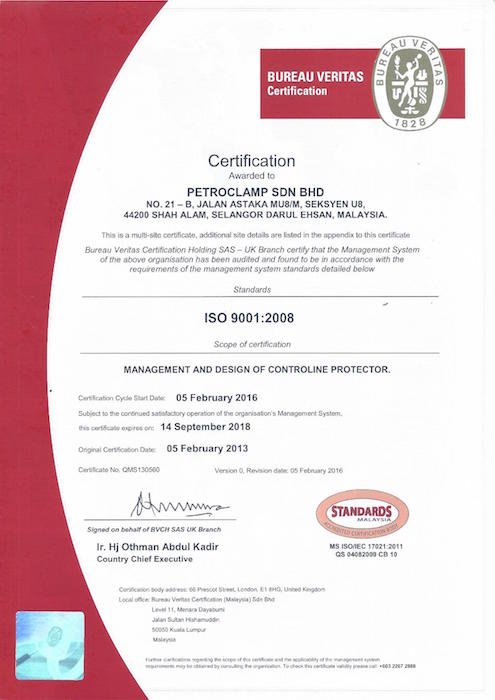 BUREAU VERITAS
Certification
BUREAU VERITAS
1828
Certification
Awarded to
PETROCLAMP SDN BHD
NO. 21 – B, JALAN ASTAKA MU8/M, SEKSYEN U8,
44200 SHAH ALAM, SELANGOR DARUL EHSAN, MALAYSIA.
This is a multi-site certificate, additional site details are listed in the appendix to this certificate
Bureau Veritas Certification Holding SAS – UK Branch certify that the Management System
of the above organisation has been audited and found to be in accordance with the
requirements of the management system standards detailed below
Standards
ISO 9001:2008
Scope of certification
MANAGEMENT AND DESIGN OF CONTROLINE PROTECTOR.
Certification Cycle Start Date: 05 February 2016
Subject to the continued satisfactory operation of the organisation's Management System,
this certificate expires on: 14 September 2018
Original Certification Date: 05 February 2013
Certificate No. QMS130560 Version 0, Revision date: 05 February 2016
Signed on behalf of BVCH SAS UK Branch
Ir. Hj Othman Abdul Kadir
Country Chief Executive
STANDARDS
MALAYSIA
ACCREDITED CERTIFICATION BODY
MS ISO/IEC 17021:2011
QS 04082009 CB 10
Certification body address: 66 Prescot Street, London, E1 8HG, United Kingdom
Local office: Bureau Veritas Certification (Malaysia) Sdn Bhd
Level 11, Menara Dayabumi
Jalan Sultan Hishamuddin
50050 Kuala Lumpur
Malaysia
Further clarifications regarding the scope of this certificate and the applicability of the management system
requirements may be obtained by consulting the organisation. To check this certificate validity please call: +603 2267 2888